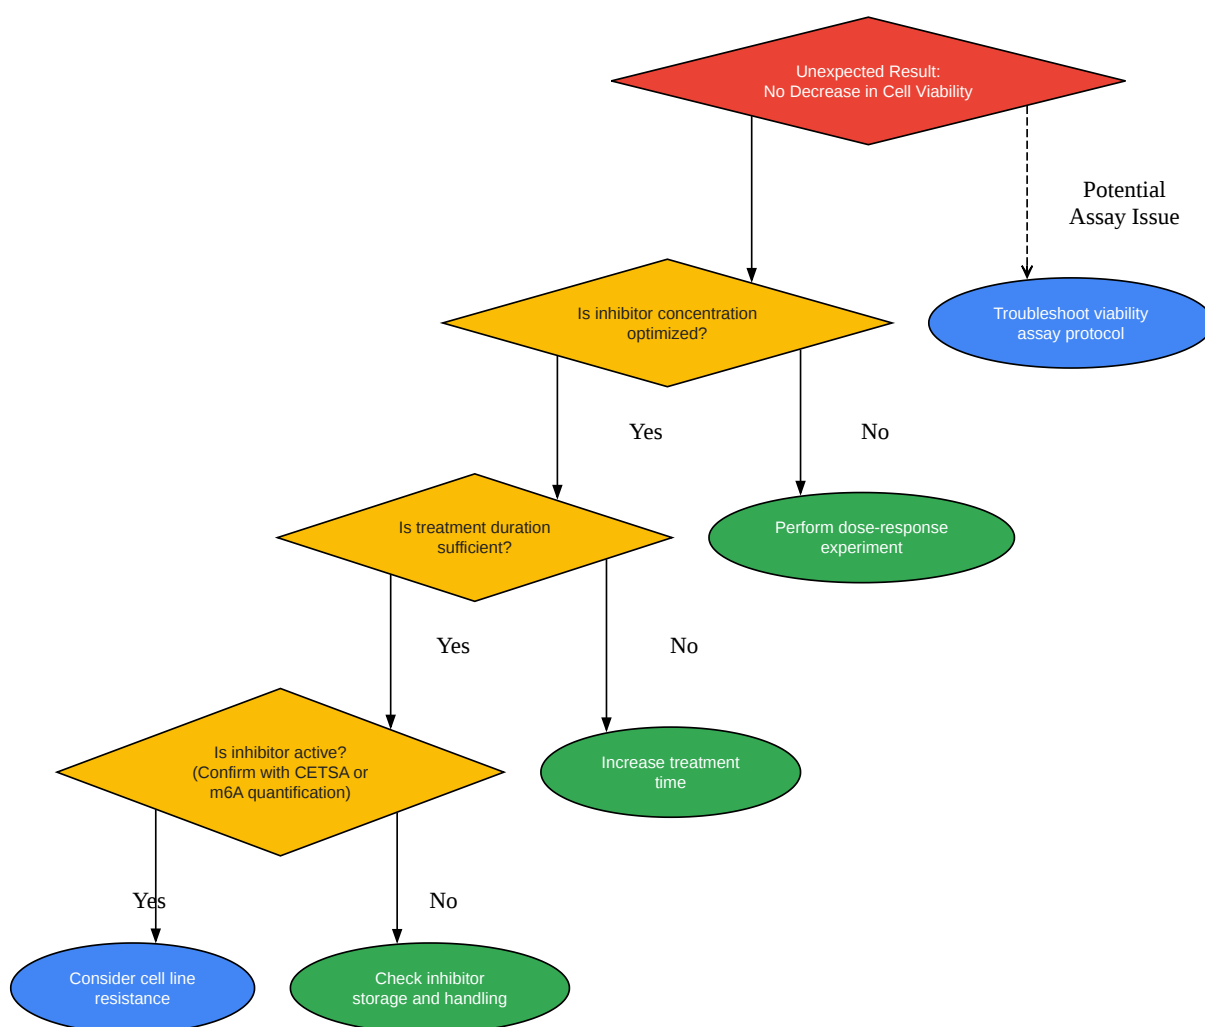 Unexpected Result:
No Decrease in Cell Viability
Potential
Assay Issue
Is inhibitor concentration
optimized?
Troubleshoot viability
assay protocol
Yes
No
Is treatment duration
sufficient?
Perform dose-response
experiment
Yes
No
Is inhibitor active?
(Confirm with CETSA or
m6A quantification)
Increase treatment
time
Yes
No
Consider cell line
resistance
Check inhibitor
storage and handling